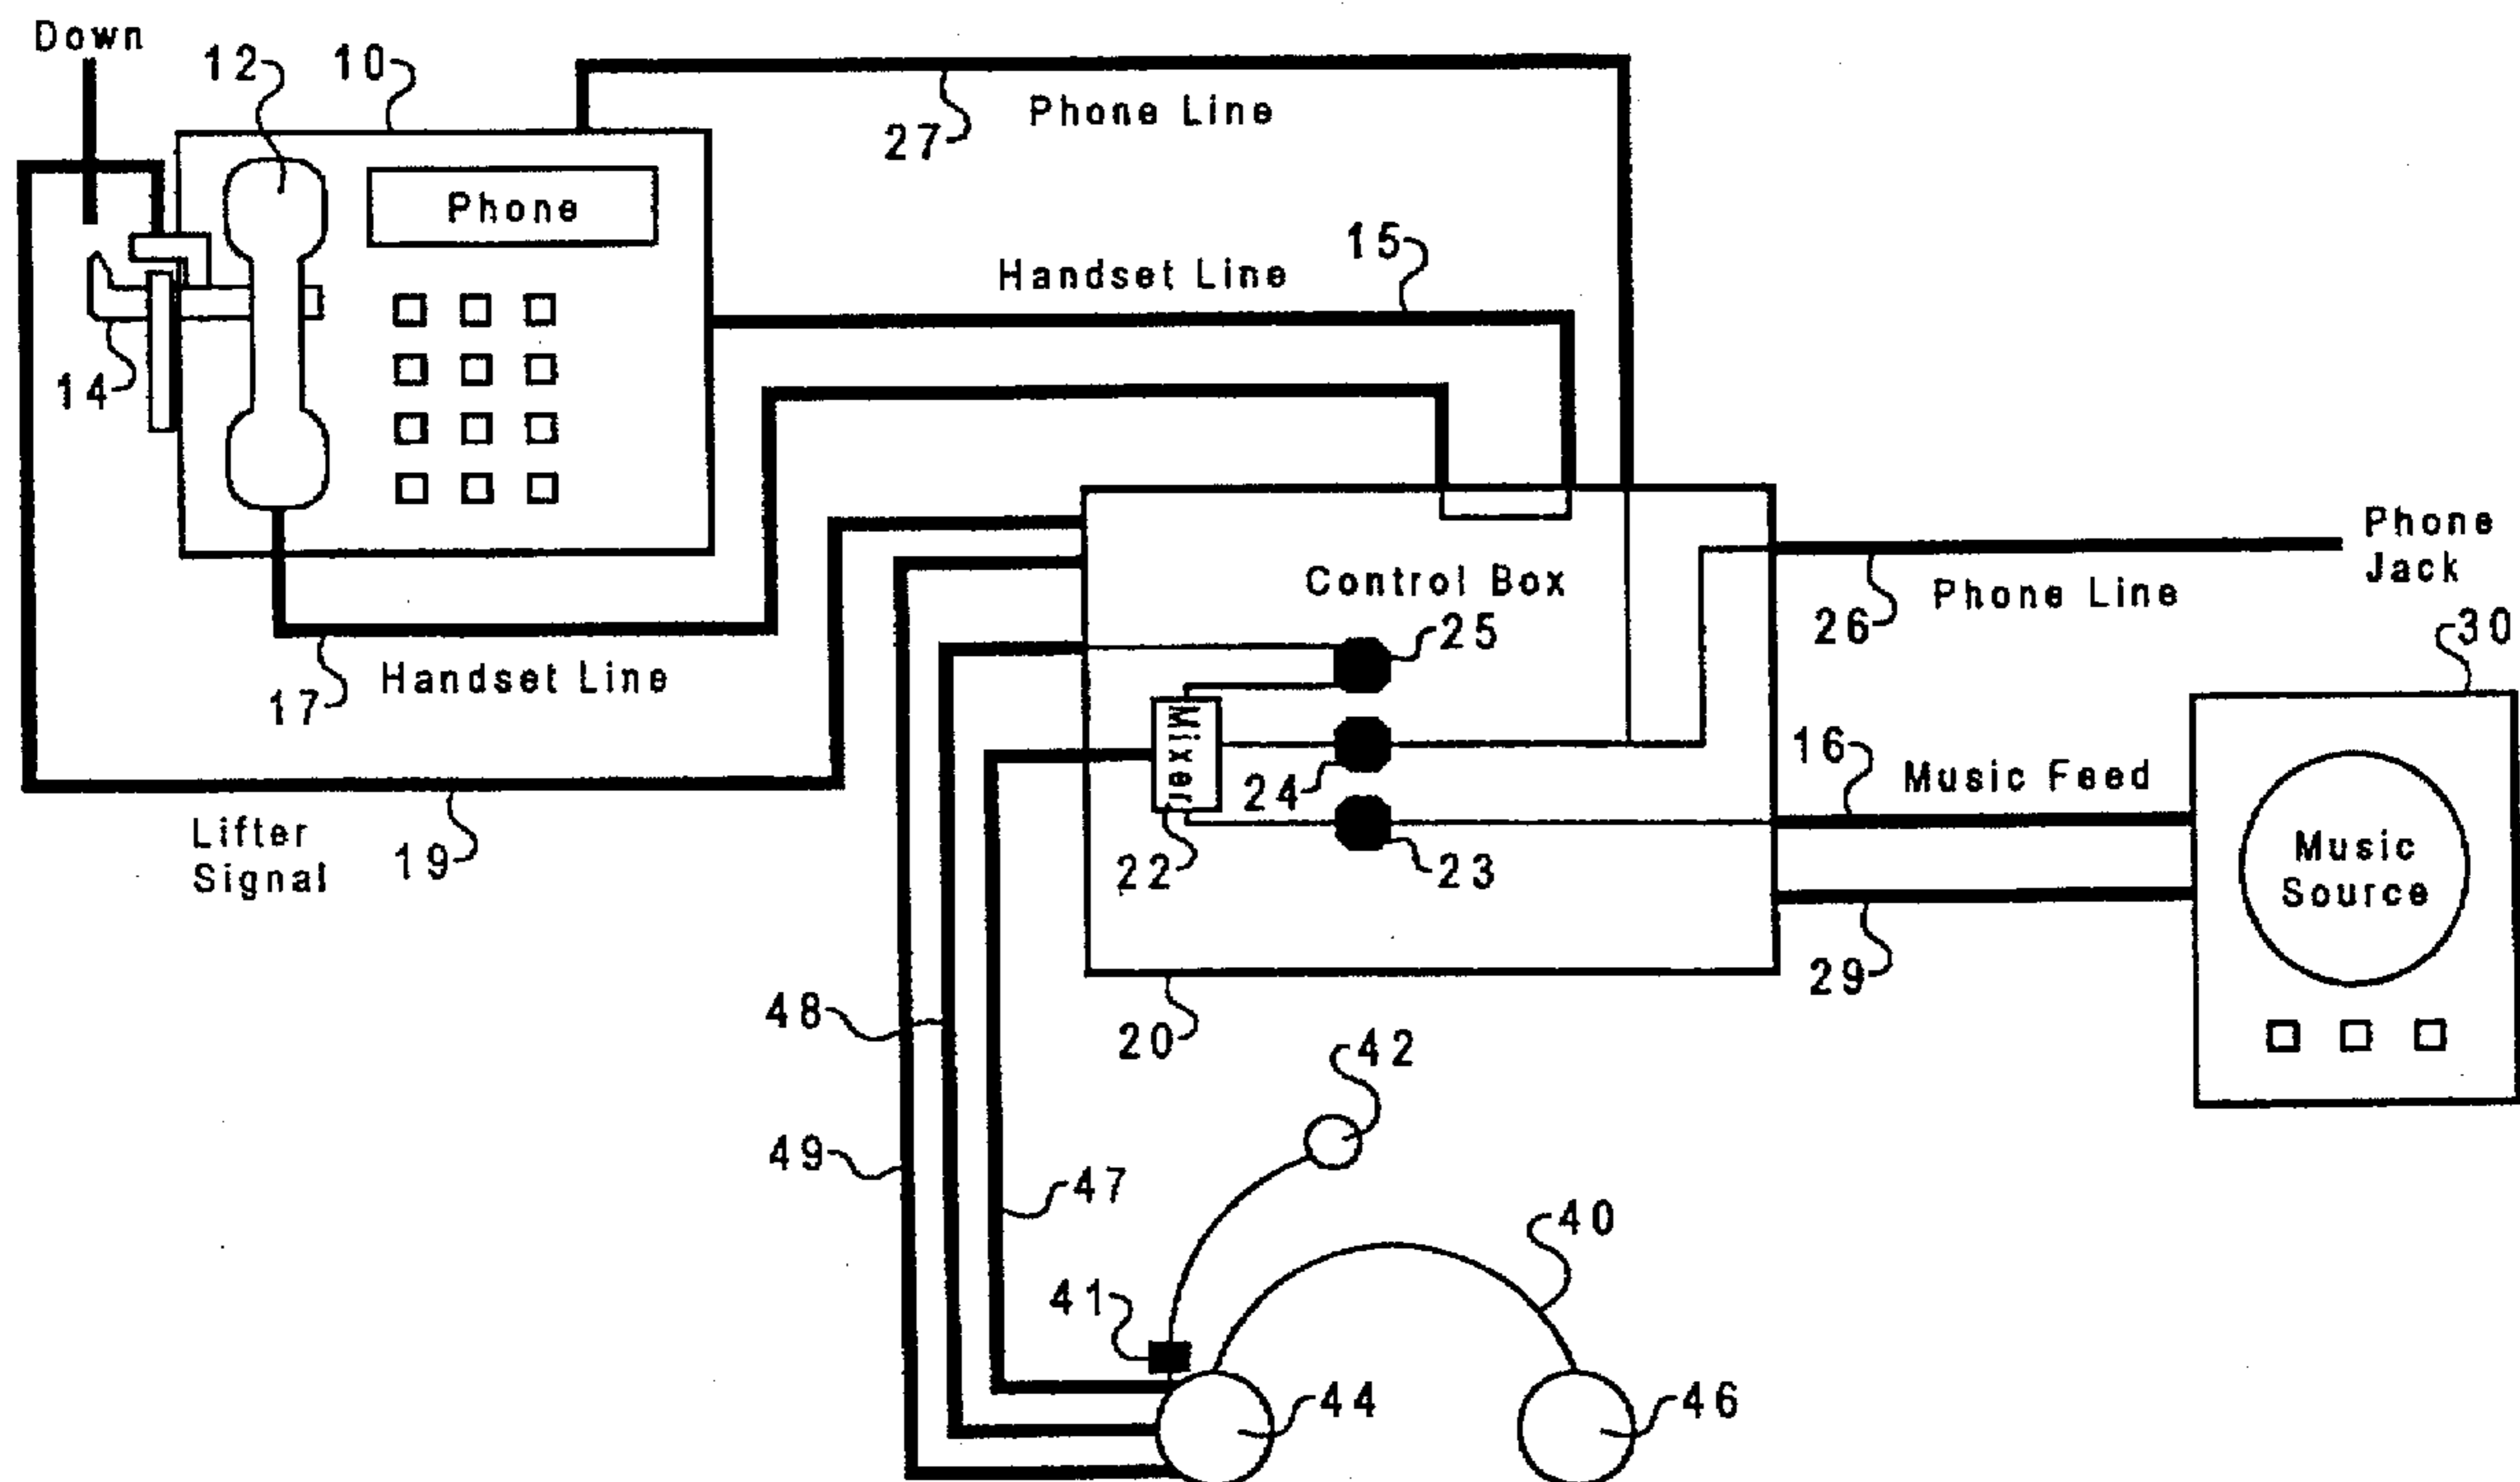 Down
12
10
Phone Line
27
Phone
15
Handset Line
14
Phone
Jack
Control Box
Phone Line
25
26
30
Handset Line
17
Mixer
16
Music Feed
24
Lifter
Signal
19
22
23
Music
Source
29
48
20
42
49
47
40
41
44
46